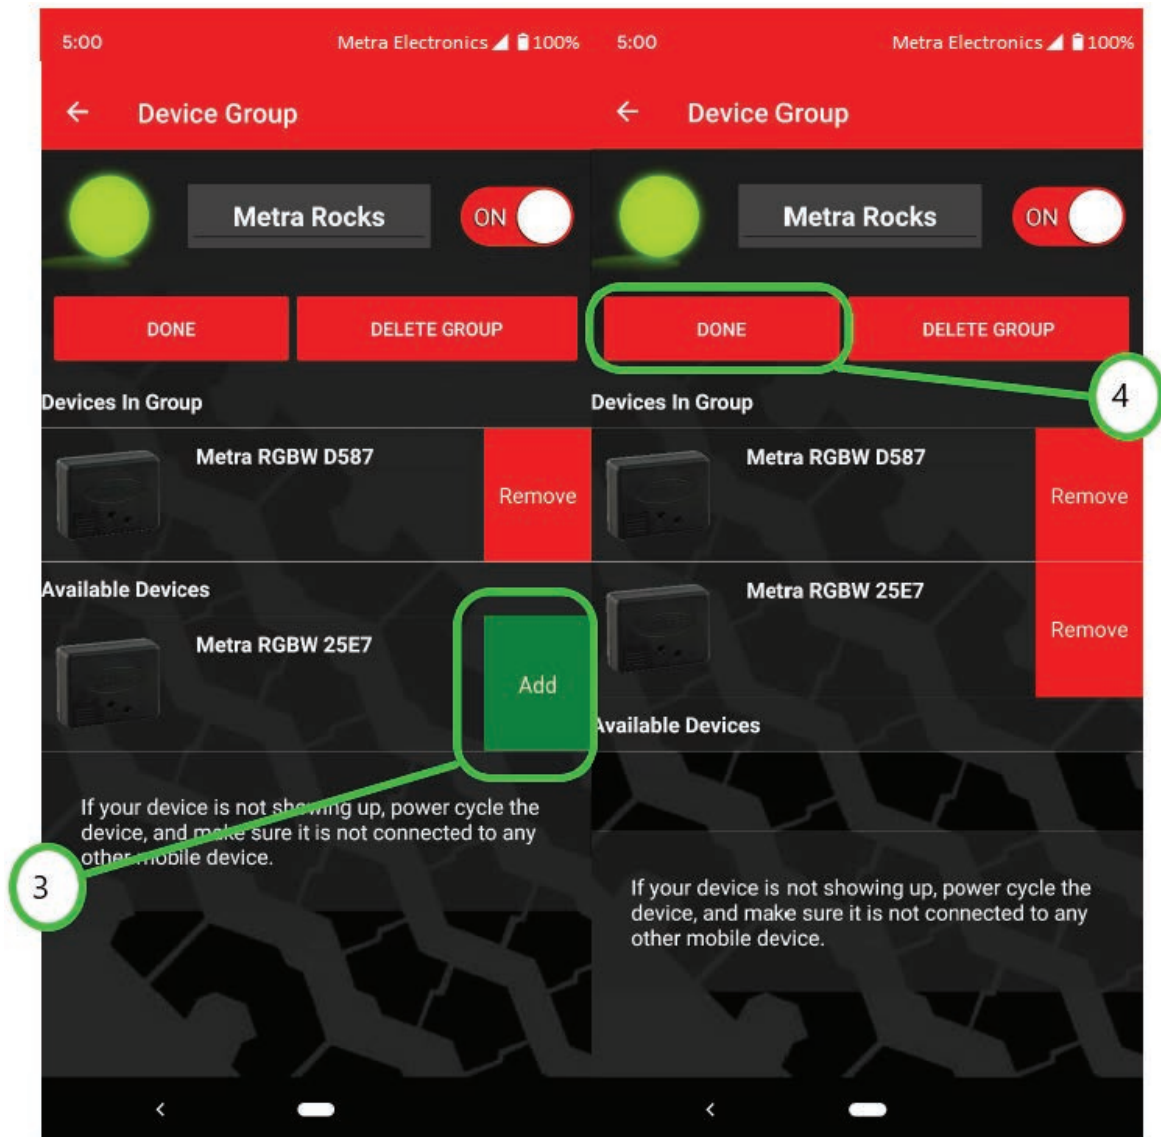 5:00 Metra Electronics 100%
Device Group
Metra Rocks ON
DONE DELETE GROUP
Devices In Group
Metra RGBW D587
Remove
Available Devices
Metra RGBW 25E7
Add
If your device is not showing up, power cycle the
device, and make sure it is not connected to any
other mobile device.
3
5:00 Metra Electronics 100%
Device Group
Metra Rocks ON
DONE DELETE GROUP
4
Devices In Group
Metra RGBW D587
Remove
Metra RGBW 25E7
Remove
Available Devices
If your device is not showing up, power cycle the
device, and make sure it is not connected to any
other mobile device.